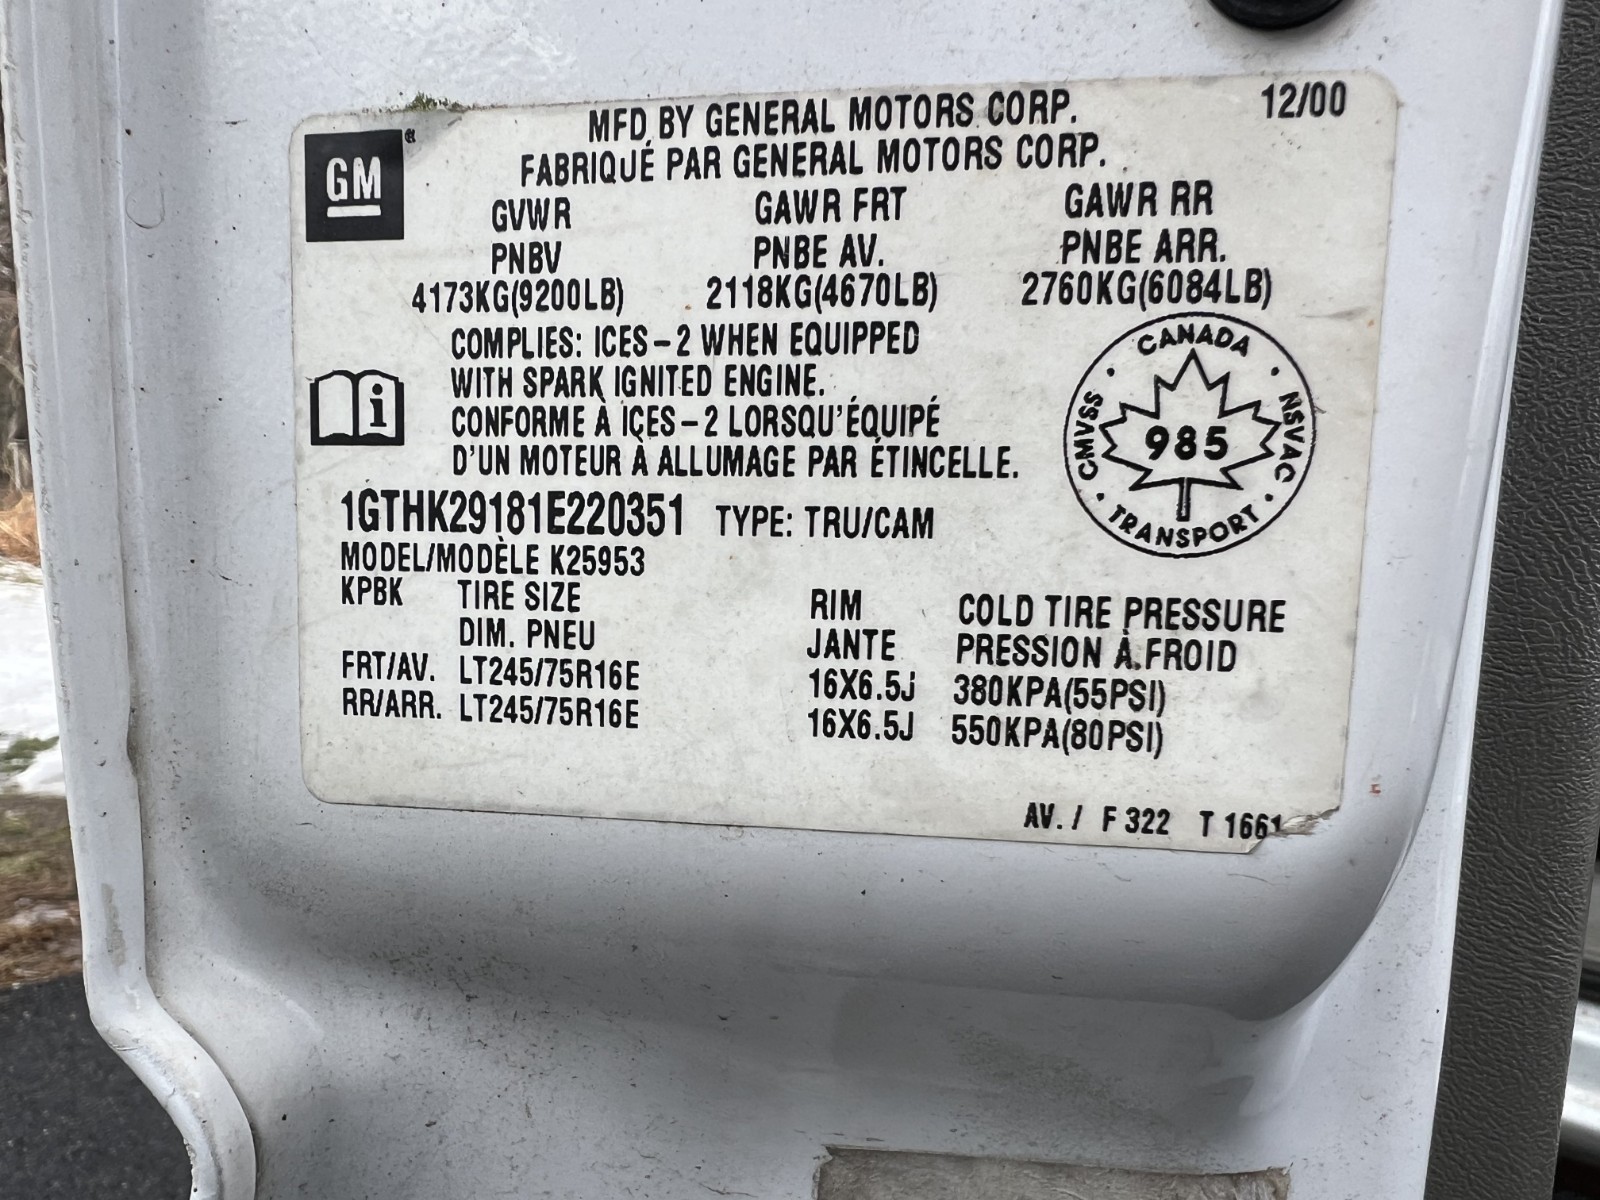 MFD BY GENERAL MOTORS CORP. 12/00
FABRIQUÉ PAR GENERAL MOTORS CORP.
GM
GVWR GAWR FRT GAWR RR
PNBV PNBE AV. PNBE ARR.
4173KG(9200LB) 2118KG(4670LB) 2760KG(6084LB)
COMPLIES: ICES-2 WHEN EQUIPPED
WITH SPARK IGNITED ENGINE.
CONFORME À ICES-2 LORSQU'ÉQUIPÉ
D'UN MOTEUR À ALLUMAGE PAR ÉTINCELLE.
CANADA
CMVSS · NSVAC
985
TRANSPORT
1GTHK29181E220351 TYPE: TRU/CAM
MODEL/MODÈLE K25953
KPBK TIRE SIZE RIM COLD TIRE PRESSURE
DIM. PNEU JANTE PRESSION À FROID
FRT/AV. LT245/75R16E 16X6.5J 380KPA(55PSI)
RR/ARR. LT245/75R16E 16X6.5J 550KPA(80PSI)
AV. / F 322 T 1661